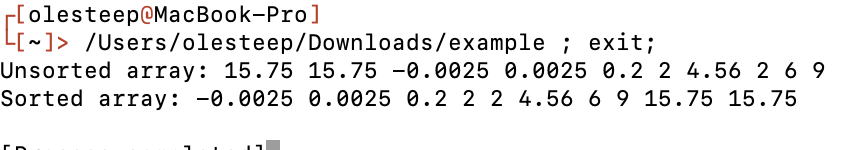 [olesteep@MacBook-Pro]
[~]> /Users/olesteep/Downloads/example ; exit;
Unsorted array: 15.75 15.75 -0.0025 0.0025 0.2 2 4.56 2 6 9
Sorted array: -0.0025 0.0025 0.2 2 2 4.56 6 9 15.75 15.75